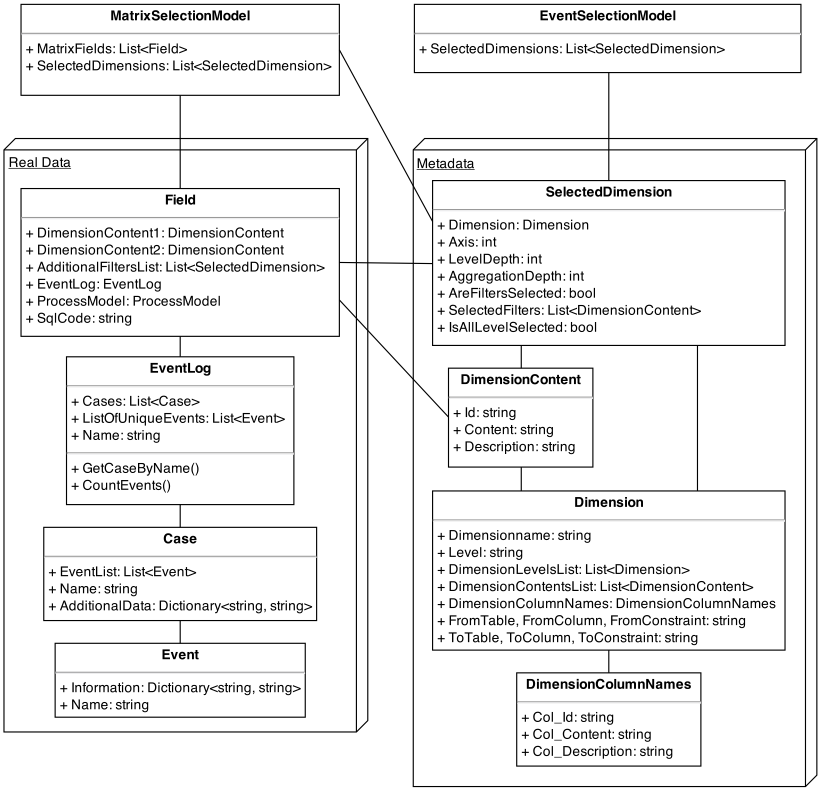 MatrixSelectionModel
+ MatrixFields: List<Field>
+ SelectedDimensions: List<SelectedDimension>
EventSelectionModel
+ SelectedDimensions: List<SelectedDimension>
Real Data
Field
+ DimensionContent1: DimensionContent
+ DimensionContent2: DimensionContent
+ AdditionalFiltersList: List<SelectedDimension>
+ EventLog: EventLog
+ ProcessModel: ProcessModel
+ SqlCode: string
EventLog
+ Cases: List<Case>
+ ListOfUniqueEvents: List<Event>
+ Name: string
+ GetCaseByName()
+ CountEvents()
Case
+ EventList: List<Event>
+ Name: string
+ AdditionalData: Dictionary<string, string>
Event
+ Information: Dictionary<string, string>
+ Name: string
Metadata
SelectedDimension
+ Dimension: Dimension
+ Axis: int
+ LevelDepth: int
+ AggregationDepth: int
+ AreFiltersSelected: bool
+ SelectedFilters: List<DimensionContent>
+ IsAllLevelSelected: bool
DimensionContent
+ Id: string
+ Content: string
+ Description: string
Dimension
+ Dimensionname: string
+ Level: string
+ DimensionLevelsList: List<Dimension>
+ DimensionContentsList: List<DimensionContent>
+ DimensionColumnNames: DimensionColumnNames
+ FromTable, FromColumn, FromConstraint: string
+ ToTable, ToColumn, ToConstraint: string
DimensionColumnNames
+ Col_Id: string
+ Col_Content: string
+ Col_Description: string